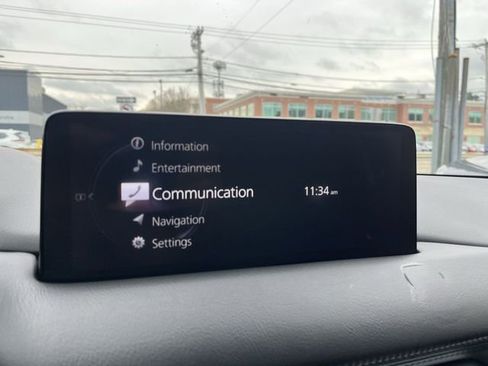 Information
Entertainment
Communication
11:34 am
Navigation
Settings